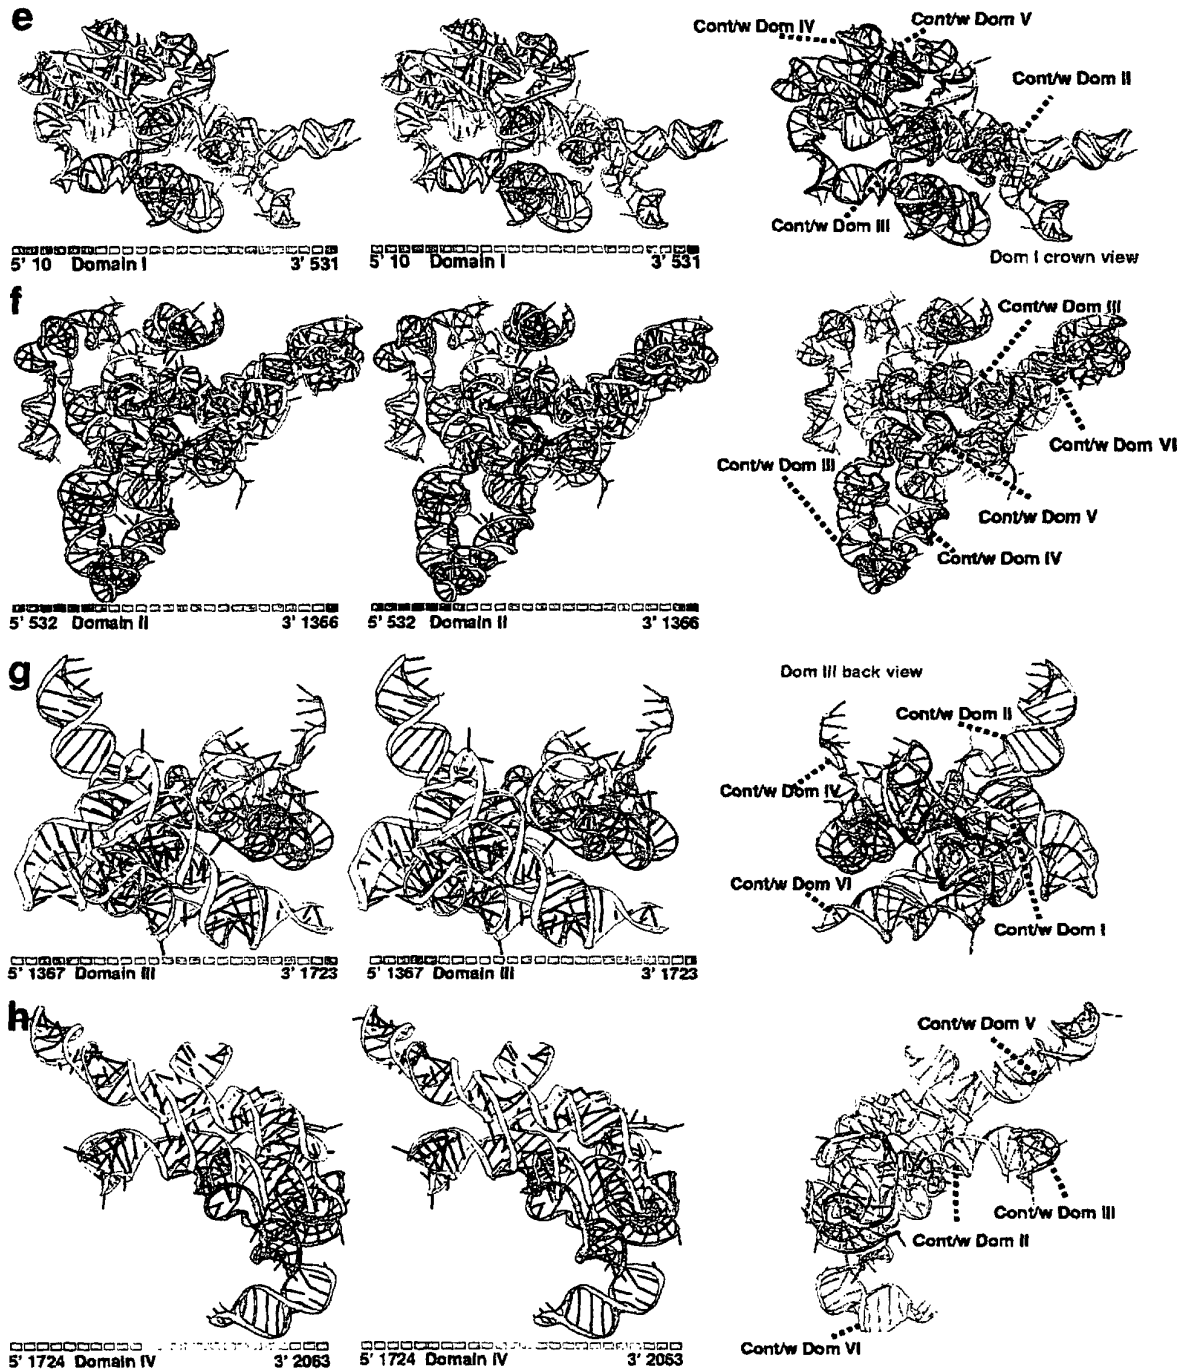 e
Cont/w Dom IV
Cont/w Dom V
Cont/w Dom II
Cont/w Dom III
5' 10 Domain I 3' 531
5' 10 Domain I 3' 531
Dom I crown view
f
Cont/w Dom III
Cont/w Dom VI
Cont/w Dom III
Cont/w Dom V
Cont/w Dom IV
5' 532 Domain II 3' 1366
5' 532 Domain II 3' 1366
g
Dom III back view
Cont/w Dom II
Cont/w Dom IV
Cont/w Dom VI
Cont/w Dom I
5' 1367 Domain III 3' 1723
5' 1367 Domain III 3' 1723
h
Cont/w Dom V
Cont/w Dom III
Cont/w Dom II
Cont/w Dom VI
5' 1724 Domain IV 3' 2063
5' 1724 Domain IV 3' 2063